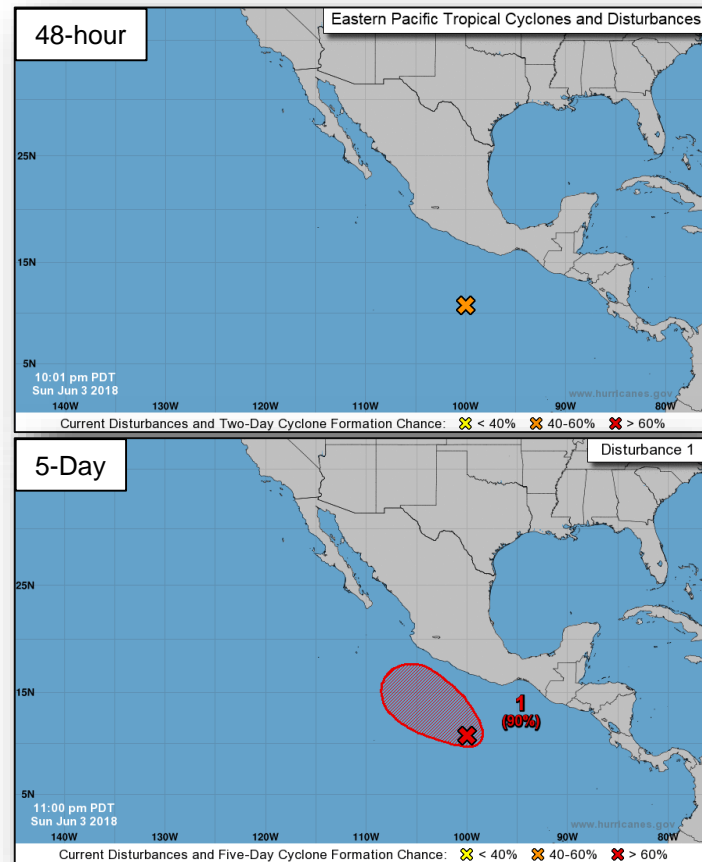 48-hour
Eastern Pacific Tropical Cyclones and Disturbances
25N
15N
5N
10:01 pm PDT
Sun Jun 3 2018
www.hurricanes.gov
140W 130W 120W 110W 100W 90W 80W
Current Disturbances and Two-Day Cyclone Formation Chance: < 40% 40-60% > 60%
5-Day
Disturbance 1
25N
15N
1
(90%)
5N
11:00 pm PDT
Sun Jun 3 2018
www.hurricanes.gov
140W 130W 120W 110W 100W 90W 80W
Current Disturbances and Five-Day Cyclone Formation Chance: < 40% 40-60% > 60%